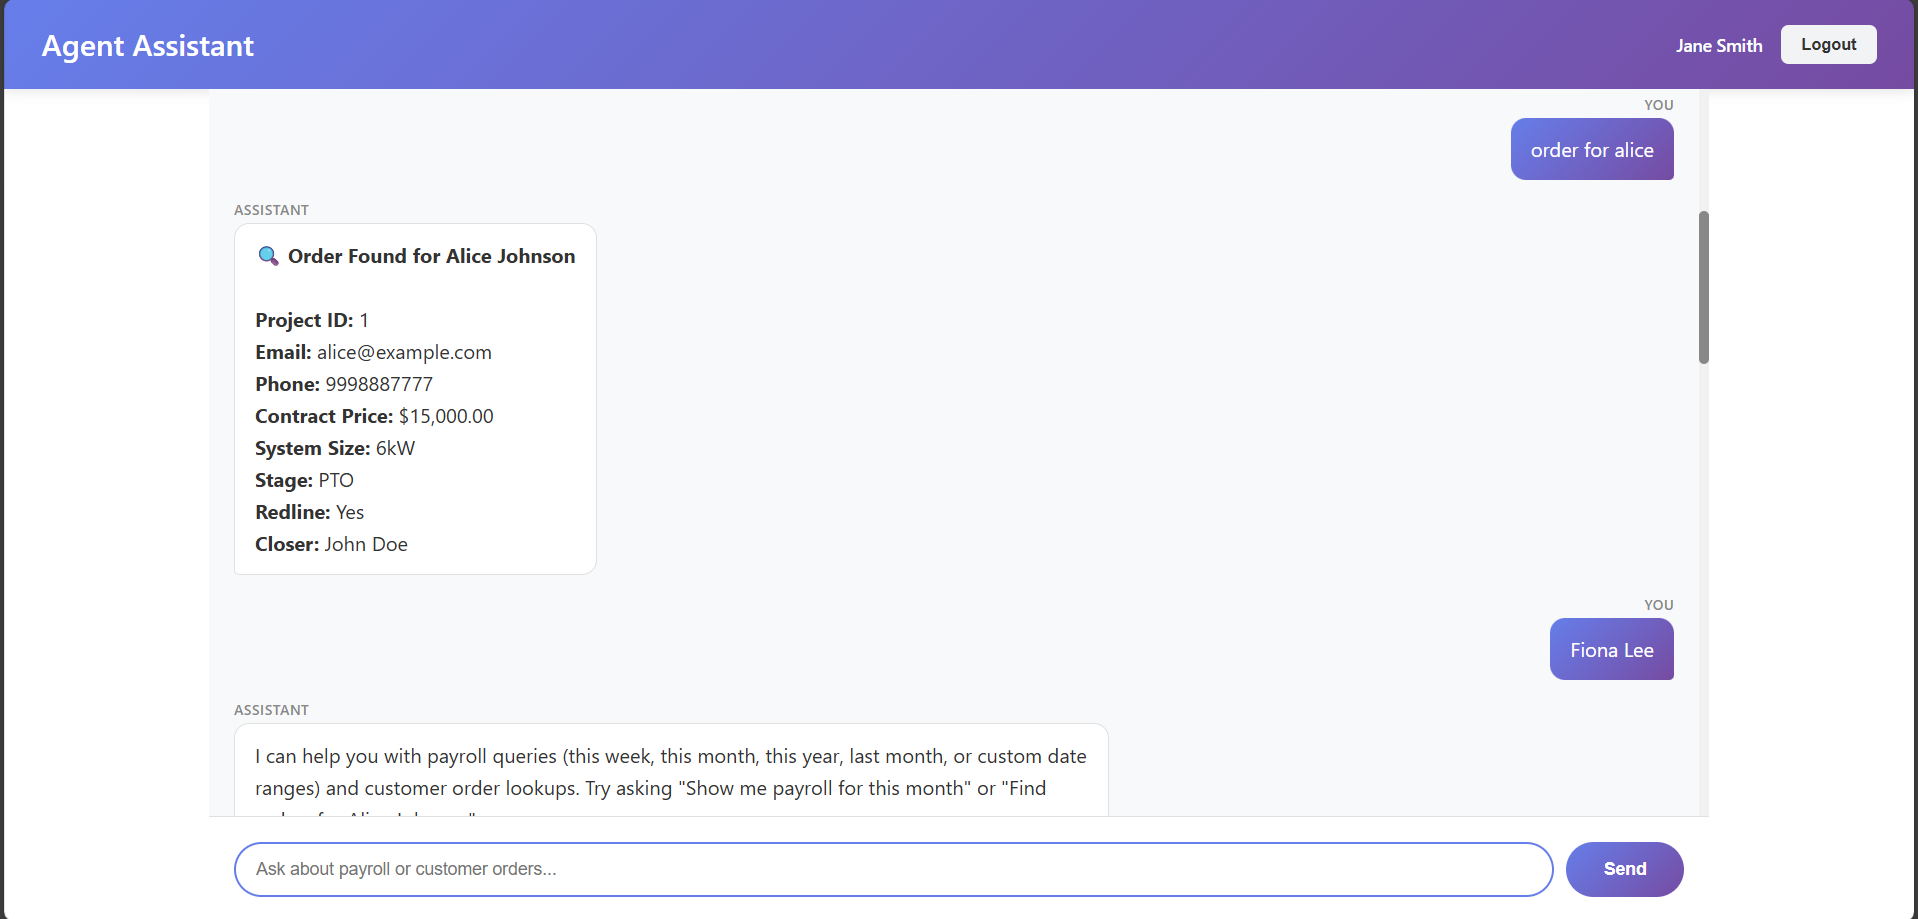 Agent Assistant
Jane Smith
Logout
YOU
order for alice
ASSISTANT
Order Found for Alice Johnson
Project ID: 1
Email: alice@example.com
Phone: 9998887777
Contract Price: $15,000.00
System Size: 6kW
Stage: PTO
Redline: Yes
Closer: John Doe
YOU
Fiona Lee
ASSISTANT
I can help you with payroll queries (this week, this month, this year, last month, or custom date
ranges) and customer order lookups. Try asking "Show me payroll for this month" or "Find
Ask about payroll or customer orders...
Send